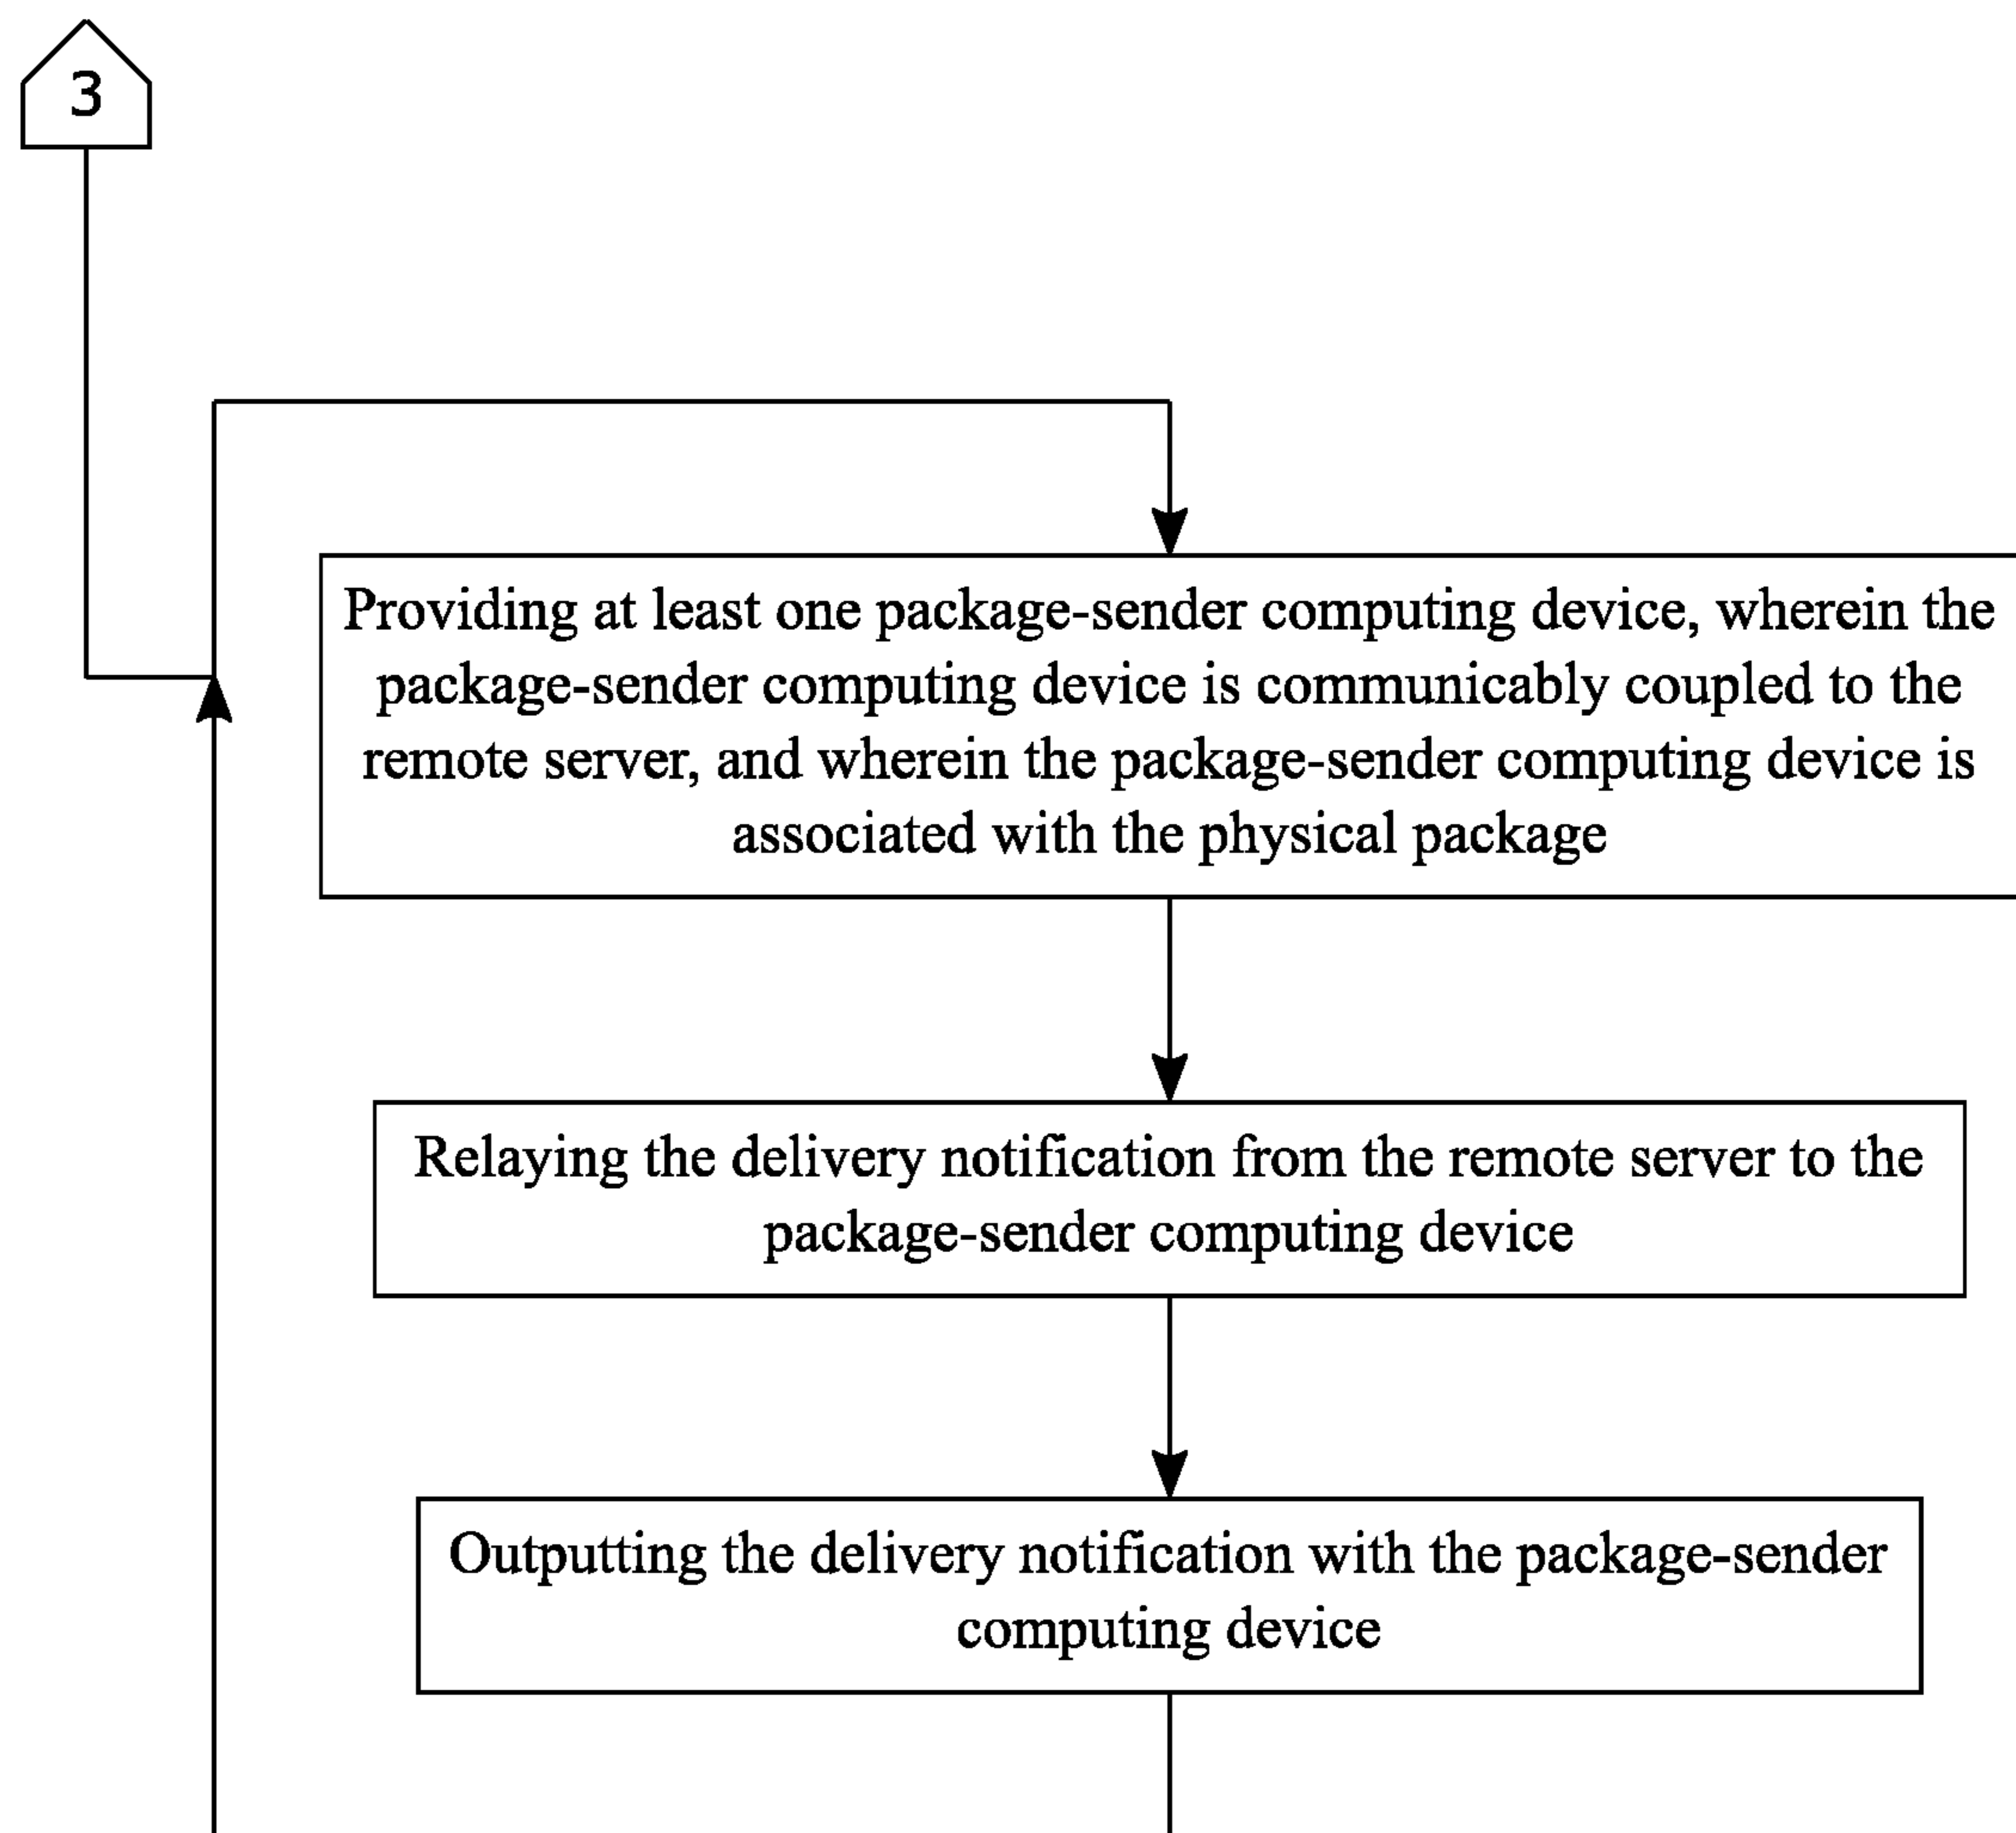 3
Providing at least one package-sender computing device, wherein the
package-sender computing device is communicably coupled to the
remote server, and wherein the package-sender computing device is
associated with the physical package
Relaying the delivery notification from the remote server to the
package-sender computing device
Outputting the delivery notification with the package-sender
computing device